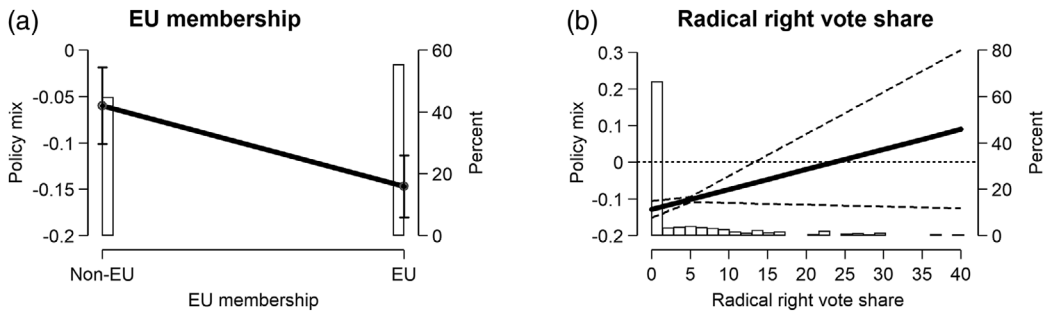 (a) EU membership
0
-0.05
-0.1
-0.15
-0.2
Policy mix
60
40
20
0
Percent
Non-EU EU
EU membership
(b) Radical right vote share
0.3
0.2
0.1
0
-0.1
-0.2
Policy mix
80
60
40
20
0
Percent
0 5 10 15 20 25 30 35 40
Radical right vote share